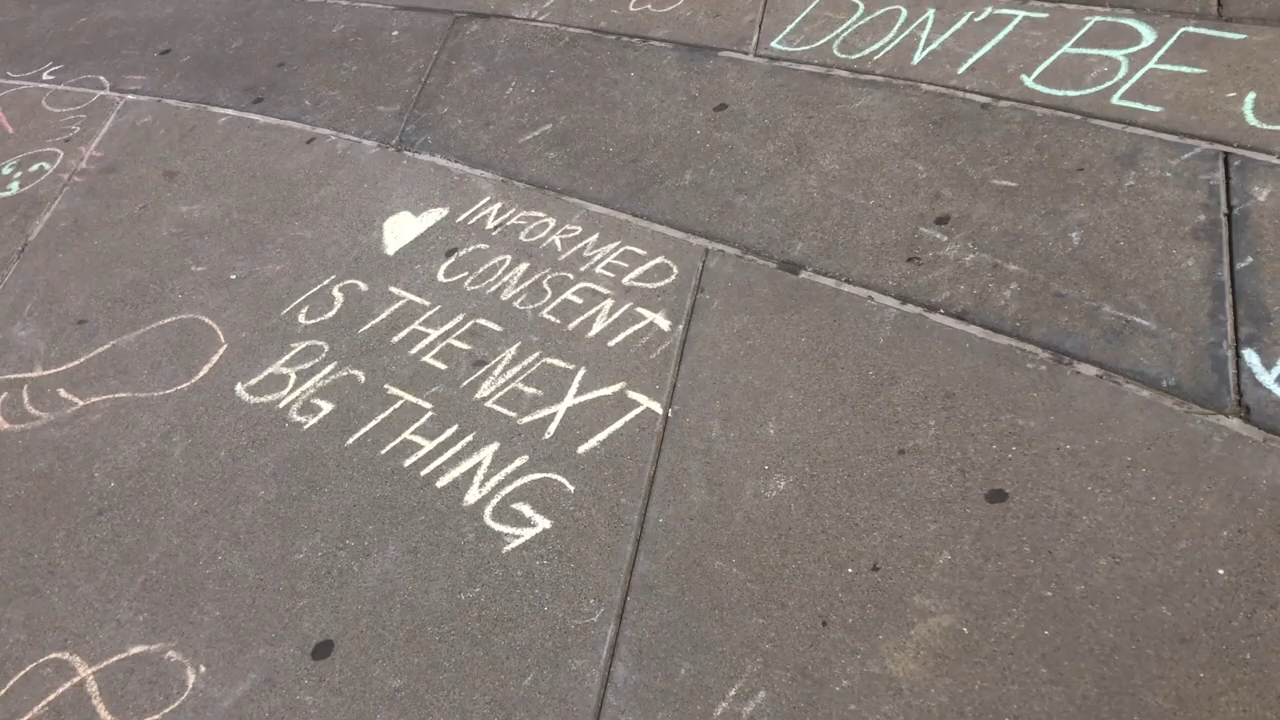 DON'T BE
INFORMED
CONSENT
IS THE NEXT
BIG THING